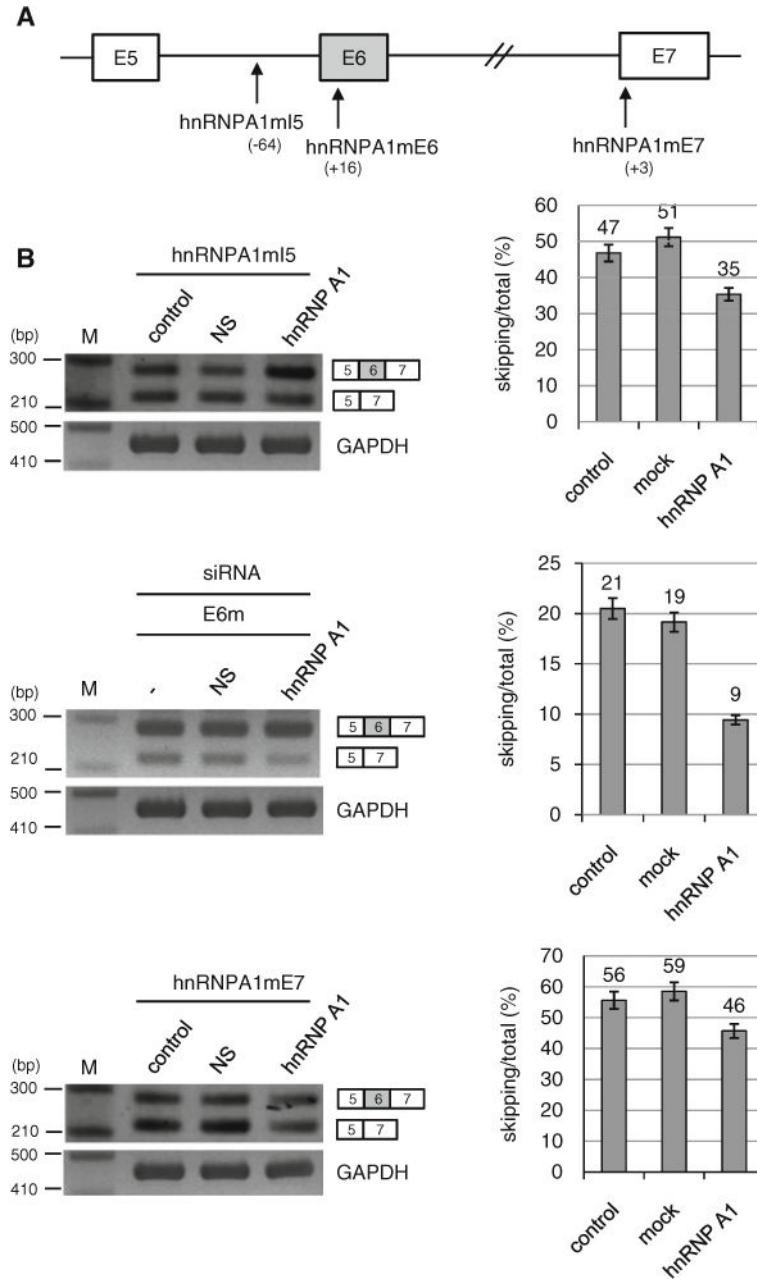 A
E5
E6
E7
hnRNPA1mI5
(-64)
hnRNPA1mE6
(+16)
hnRNPA1mE7
(+3)
B
hnRNPA1mI5
(bp)
M
control
NS
hnRNP A1
300
210
500
410
5 6 7
5 7
GAPDH
skipping/total (%)
60
50
40
30
20
10
0
47
51
35
control
mock
hnRNP A1
siRNA
E6m
(bp)
M
-
NS
hnRNP A1
300
210
500
410
5 6 7
5 7
GAPDH
skipping/total (%)
25
20
15
10
5
0
21
19
9
control
mock
hnRNP A1
hnRNPA1mE7
(bp)
M
control
NS
hnRNP A1
300
210
500
410
5 6 7
5 7
GAPDH
skipping/total (%)
70
60
50
40
30
20
10
0
56
59
46
control
mock
hnRNP A1